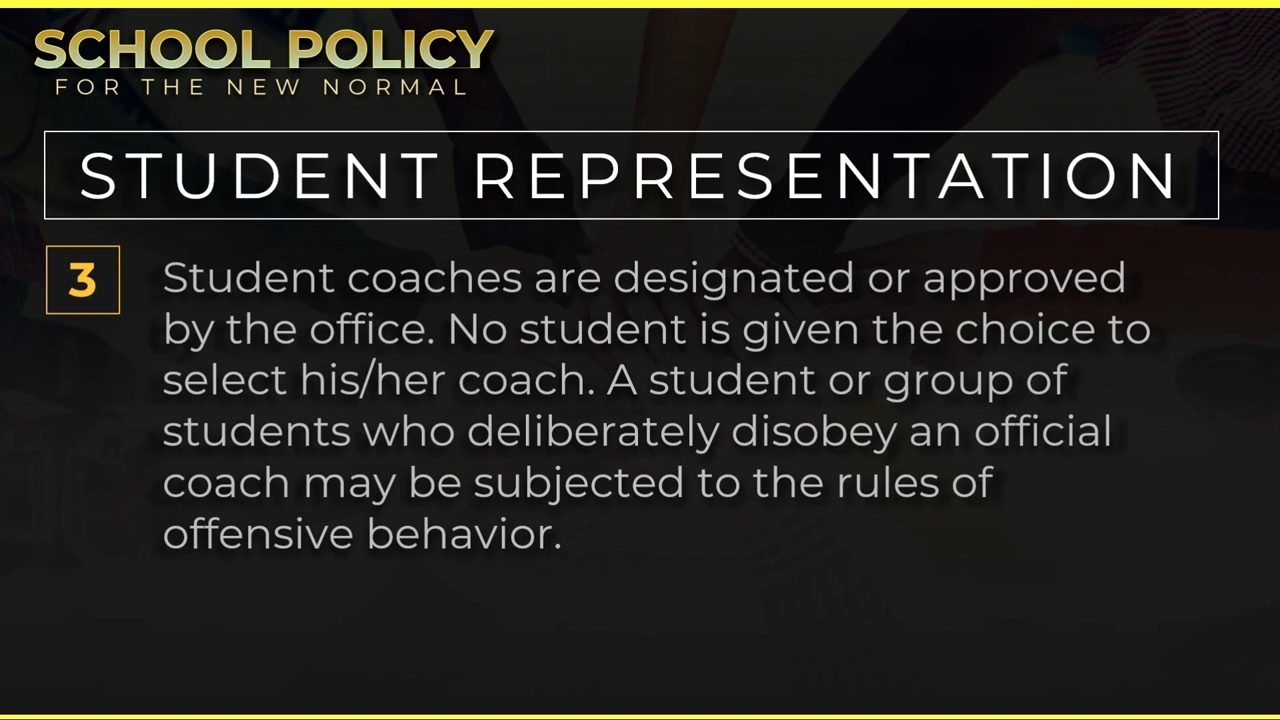 SCHOOL POLICY
FOR THE NEW NORMAL
STUDENT REPRESENTATION
3
Student coaches are designated or approved
by the office. No student is given the choice to
select his/her coach. A student or group of
students who deliberately disobey an official
coach may be subjected to the rules of
offensive behavior.